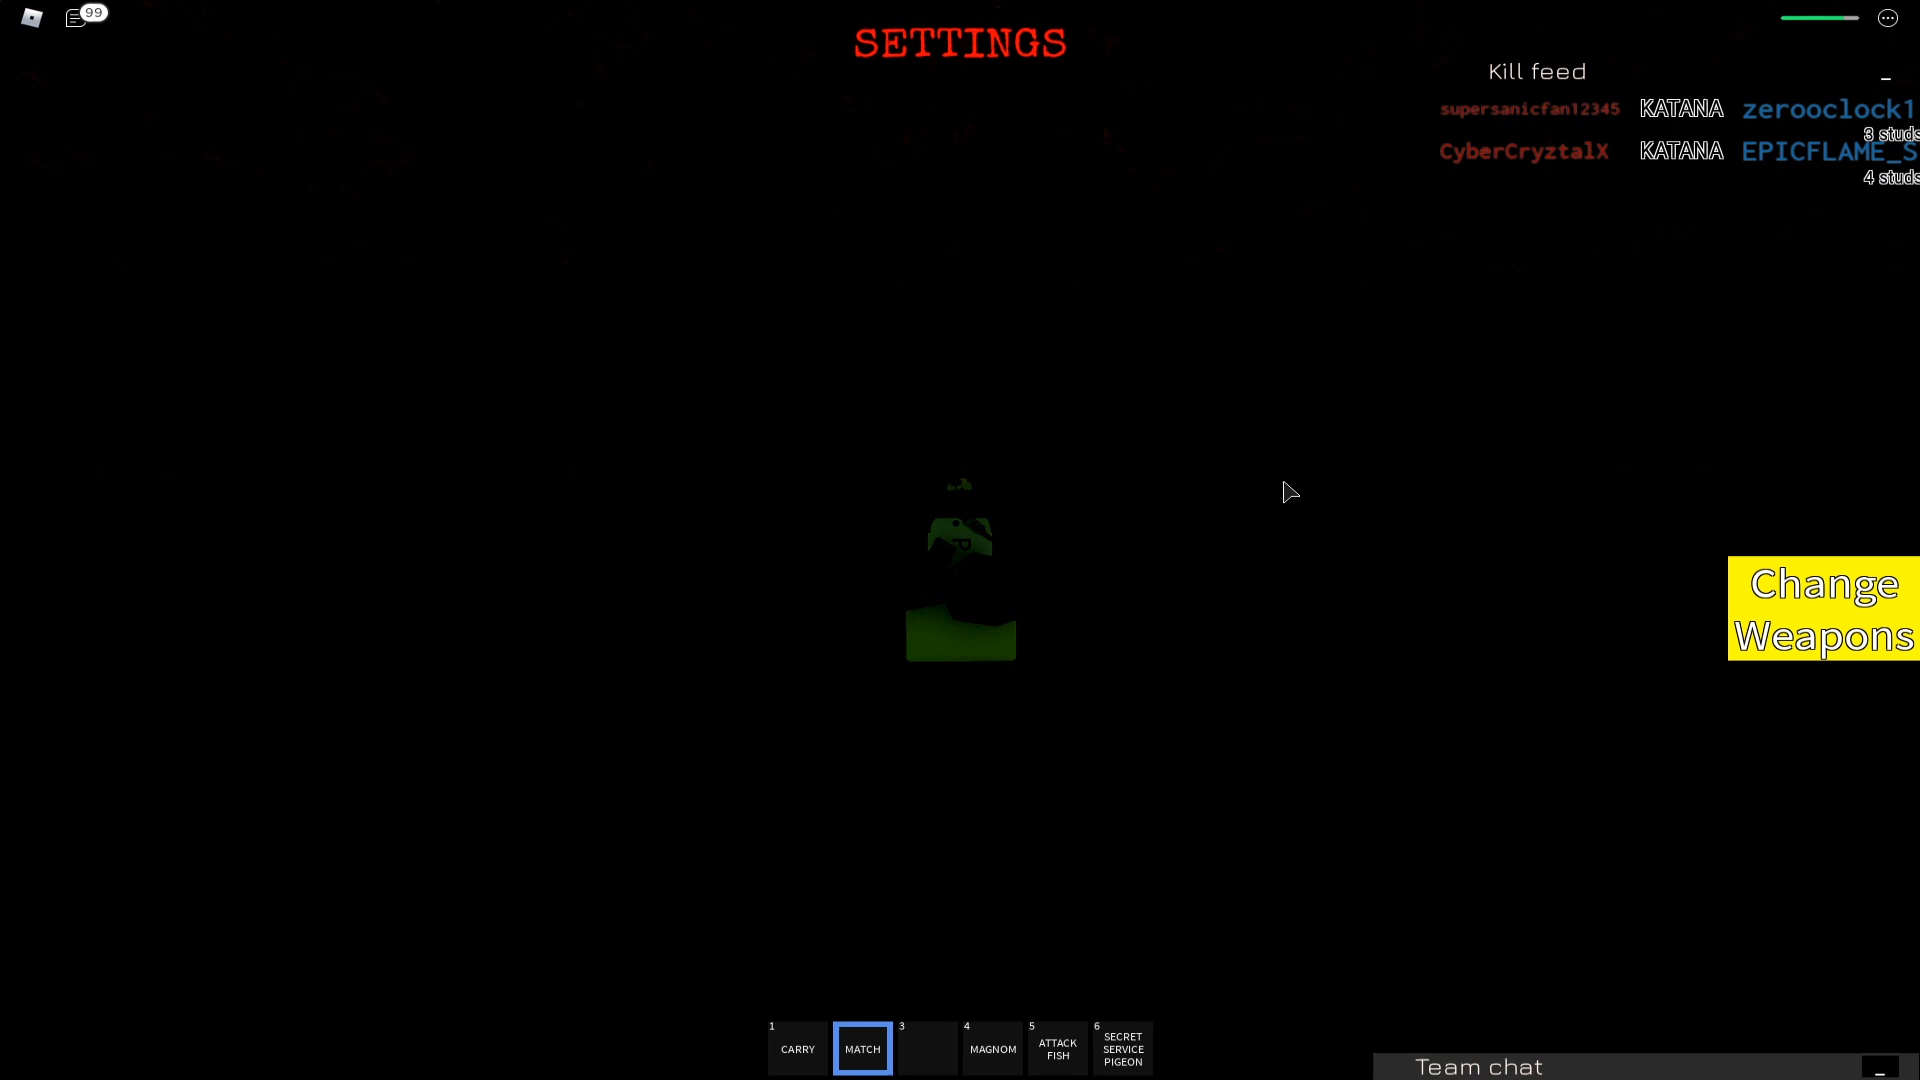 99
SETTINGS
Kill feed
supersanicfan12345 KATANA zerooclock1
3 studs
CyberCryztalX KATANA EPICFLAME_S
4 studs
Change
Weapons
1
CARRY
MATCH
3
4
MAGNOM
5
ATTACK
FISH
6
SECRET
SERVICE
PIGEON
Team chat